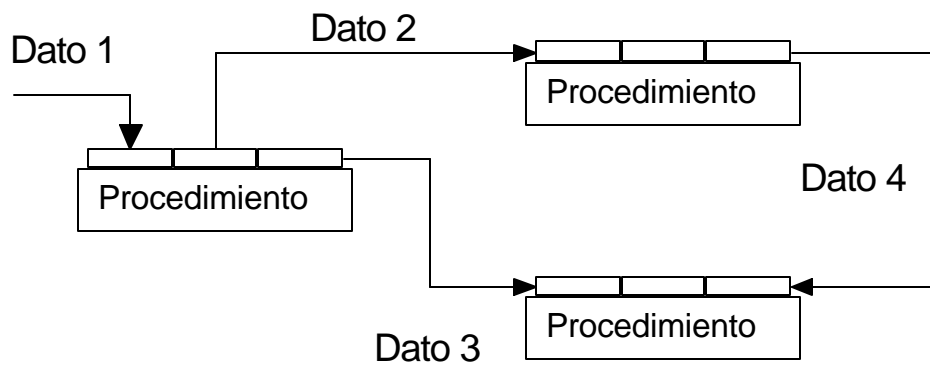 Dato 1
Dato 2
Procedimiento
Procedimiento
Dato 4
Procedimiento
Dato 3